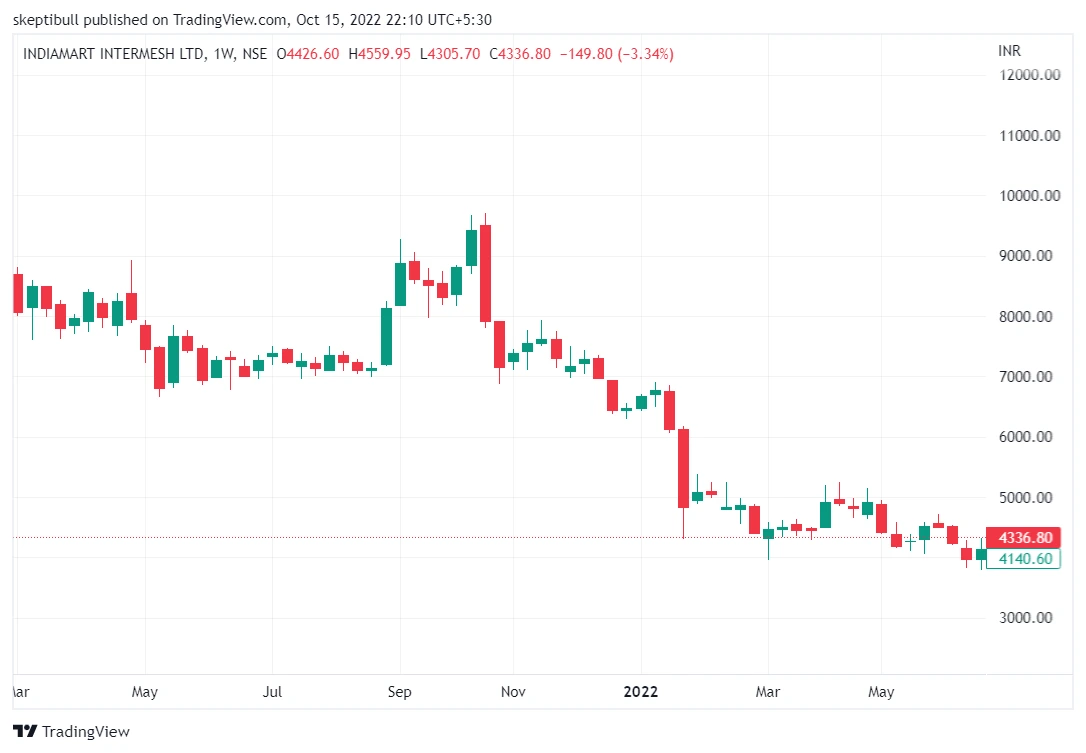 skeptibull published on TradingView.com, Oct 15, 2022 22:10 UTC+5:30
INDIAMART INTERMESH LTD, 1W, NSE O4426.60 H4559.95 L4305.70 C4336.80 −149.80 (−3.34%)
INR
12000.00
11000.00
10000.00
9000.00
8000.00
7000.00
6000.00
5000.00
4336.80
4140.60
3000.00
May Jul Sep Nov 2022 Mar May
TradingView